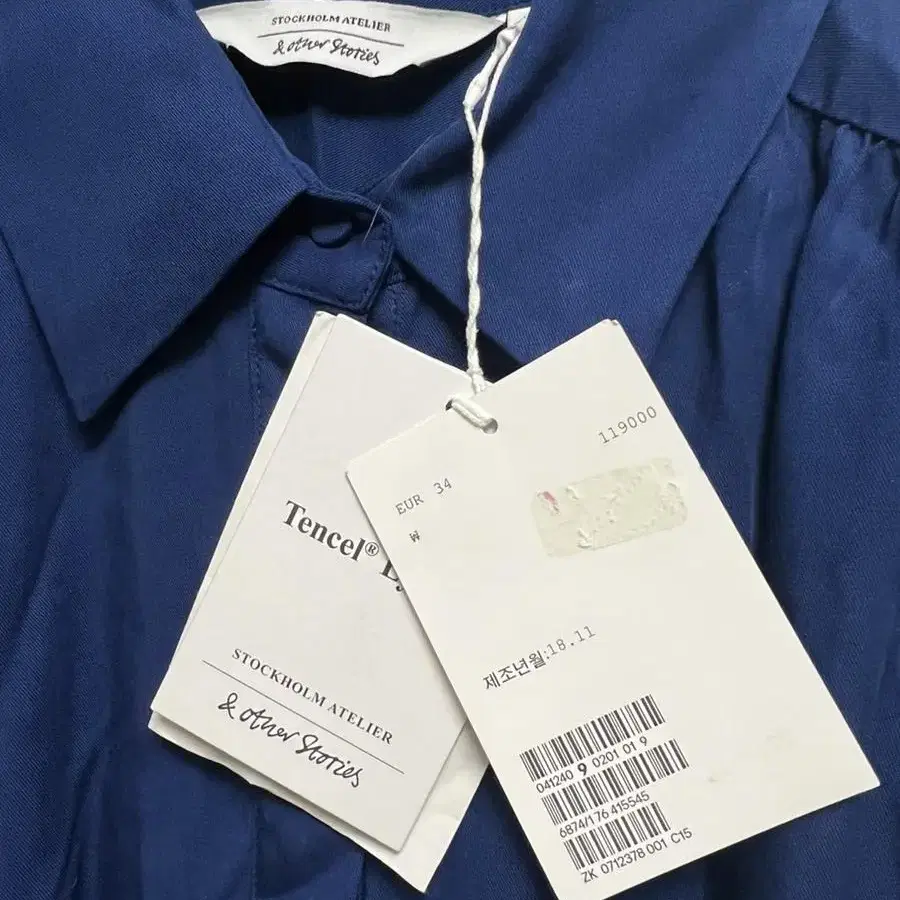 STOCKHOLM ATELIER
& other Stories
119000
EUR 34
₩
Tencel®
제조년월:18.11
STOCKHOLM ATELIER
& other Stories
041240 9 0201 01 9
6874/176 415545
ZK 0712378 001 C15